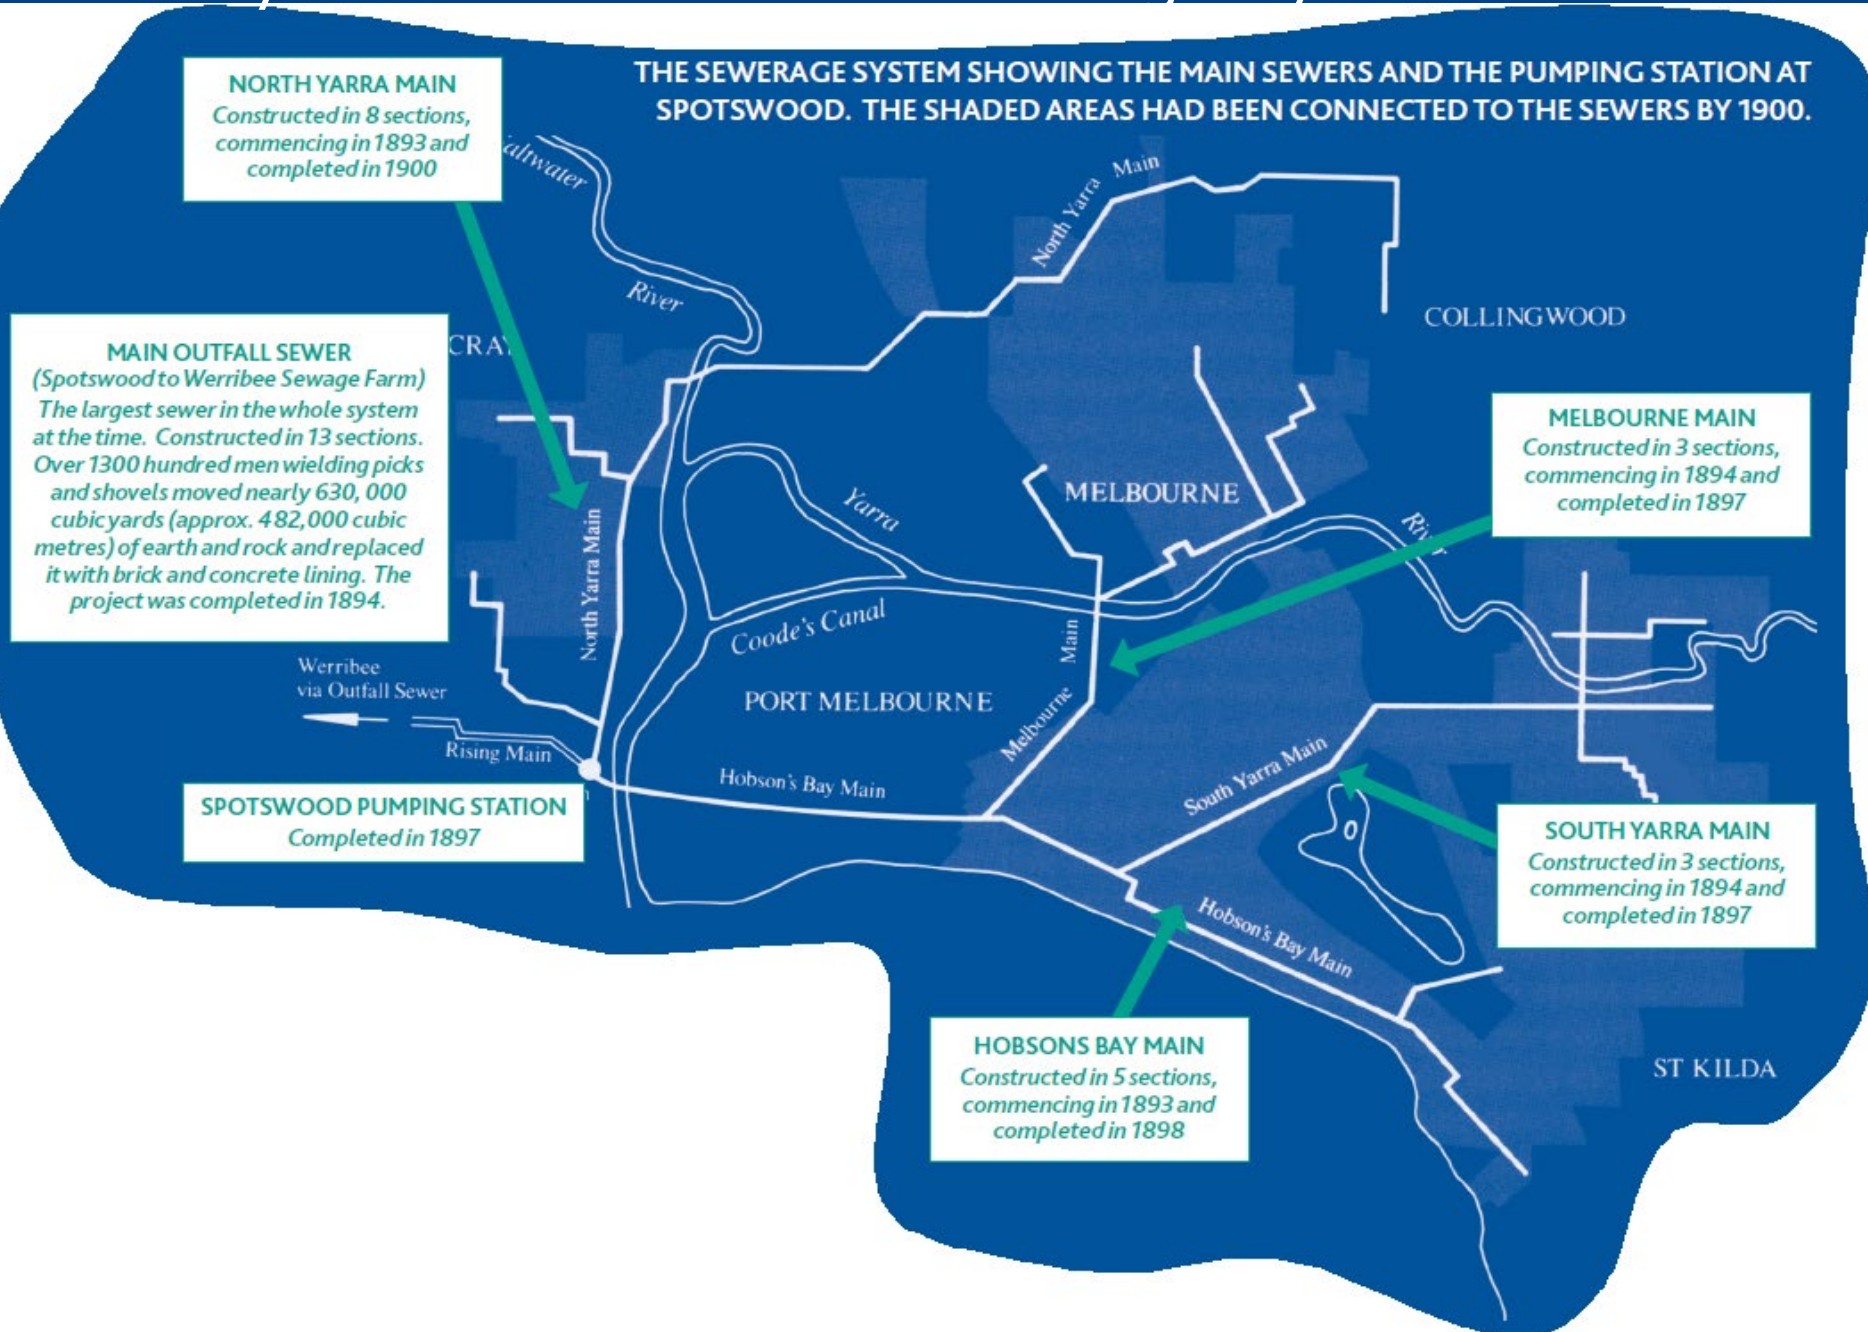 THE SEWERAGE SYSTEM SHOWING THE MAIN SEWERS AND THE PUMPING STATION AT
SPOTSWOOD. THE SHADED AREAS HAD BEEN CONNECTED TO THE SEWERS BY 1900.
NORTH YARRA MAIN
Constructed in 8 sections,
commencing in 1893 and
completed in 1900
altwater
River
North Yarra Main
COLLINGWOOD
CRAY
MAIN OUTFALL SEWER
(Spotswood to Werribee Sewage Farm)
The largest sewer in the whole system
at the time. Constructed in 13 sections.
Over 1300 hundred men wielding picks
and shovels moved nearly 630, 000
cubic yards (approx. 482,000 cubic
metres) of earth and rock and replaced
it with brick and concrete lining. The
project was completed in 1894.
MELBOURNE MAIN
Constructed in 3 sections,
commencing in 1894 and
completed in 1897
MELBOURNE
Yarra
River
North Yarra Main
Coode's Canal
Melbourne Main
Werribee
via Outfall Sewer
PORT MELBOURNE
Rising Main
Hobson's Bay Main
South Yarra Main
SPOTSWOOD PUMPING STATION
Completed in 1897
n
SOUTH YARRA MAIN
Constructed in 3 sections,
commencing in 1894 and
completed in 1897
Hobson's Bay Main
HOBSONS BAY MAIN
Constructed in 5 sections,
commencing in 1893 and
completed in 1898
ST KILDA